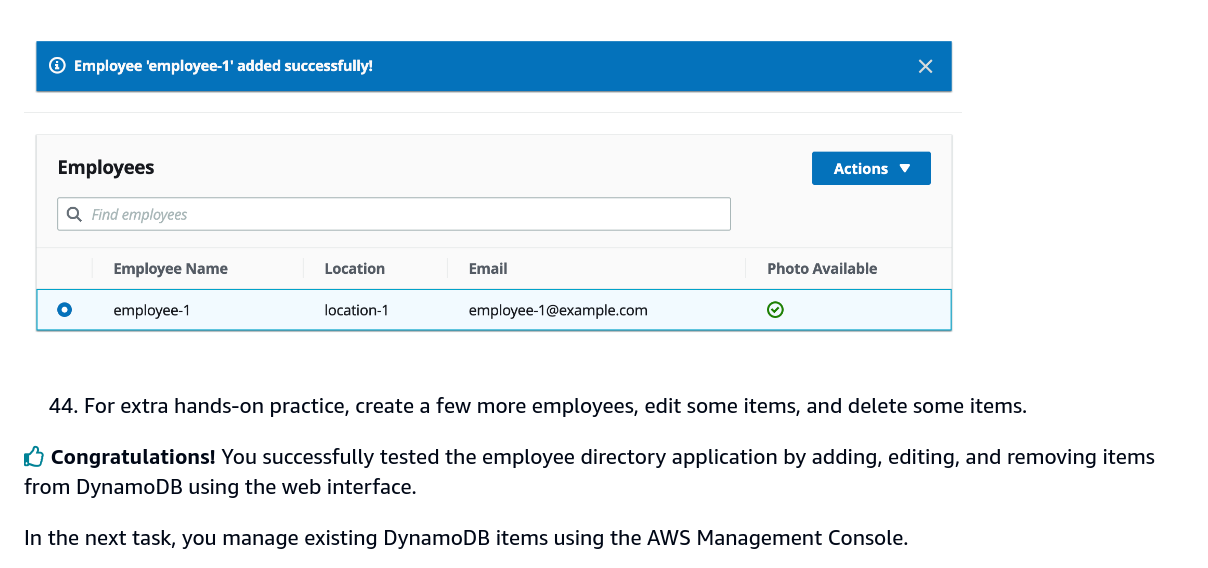 Employee 'employee-1' added successfully!
Employees
Actions
Find employees
Employee Name Location Email Photo Available
employee-1 location-1 employee-1@example.com
44. For extra hands-on practice, create a few more employees, edit some items, and delete some items.
Congratulations! You successfully tested the employee directory application by adding, editing, and removing items
from DynamoDB using the web interface.
In the next task, you manage existing DynamoDB items using the AWS Management Console.